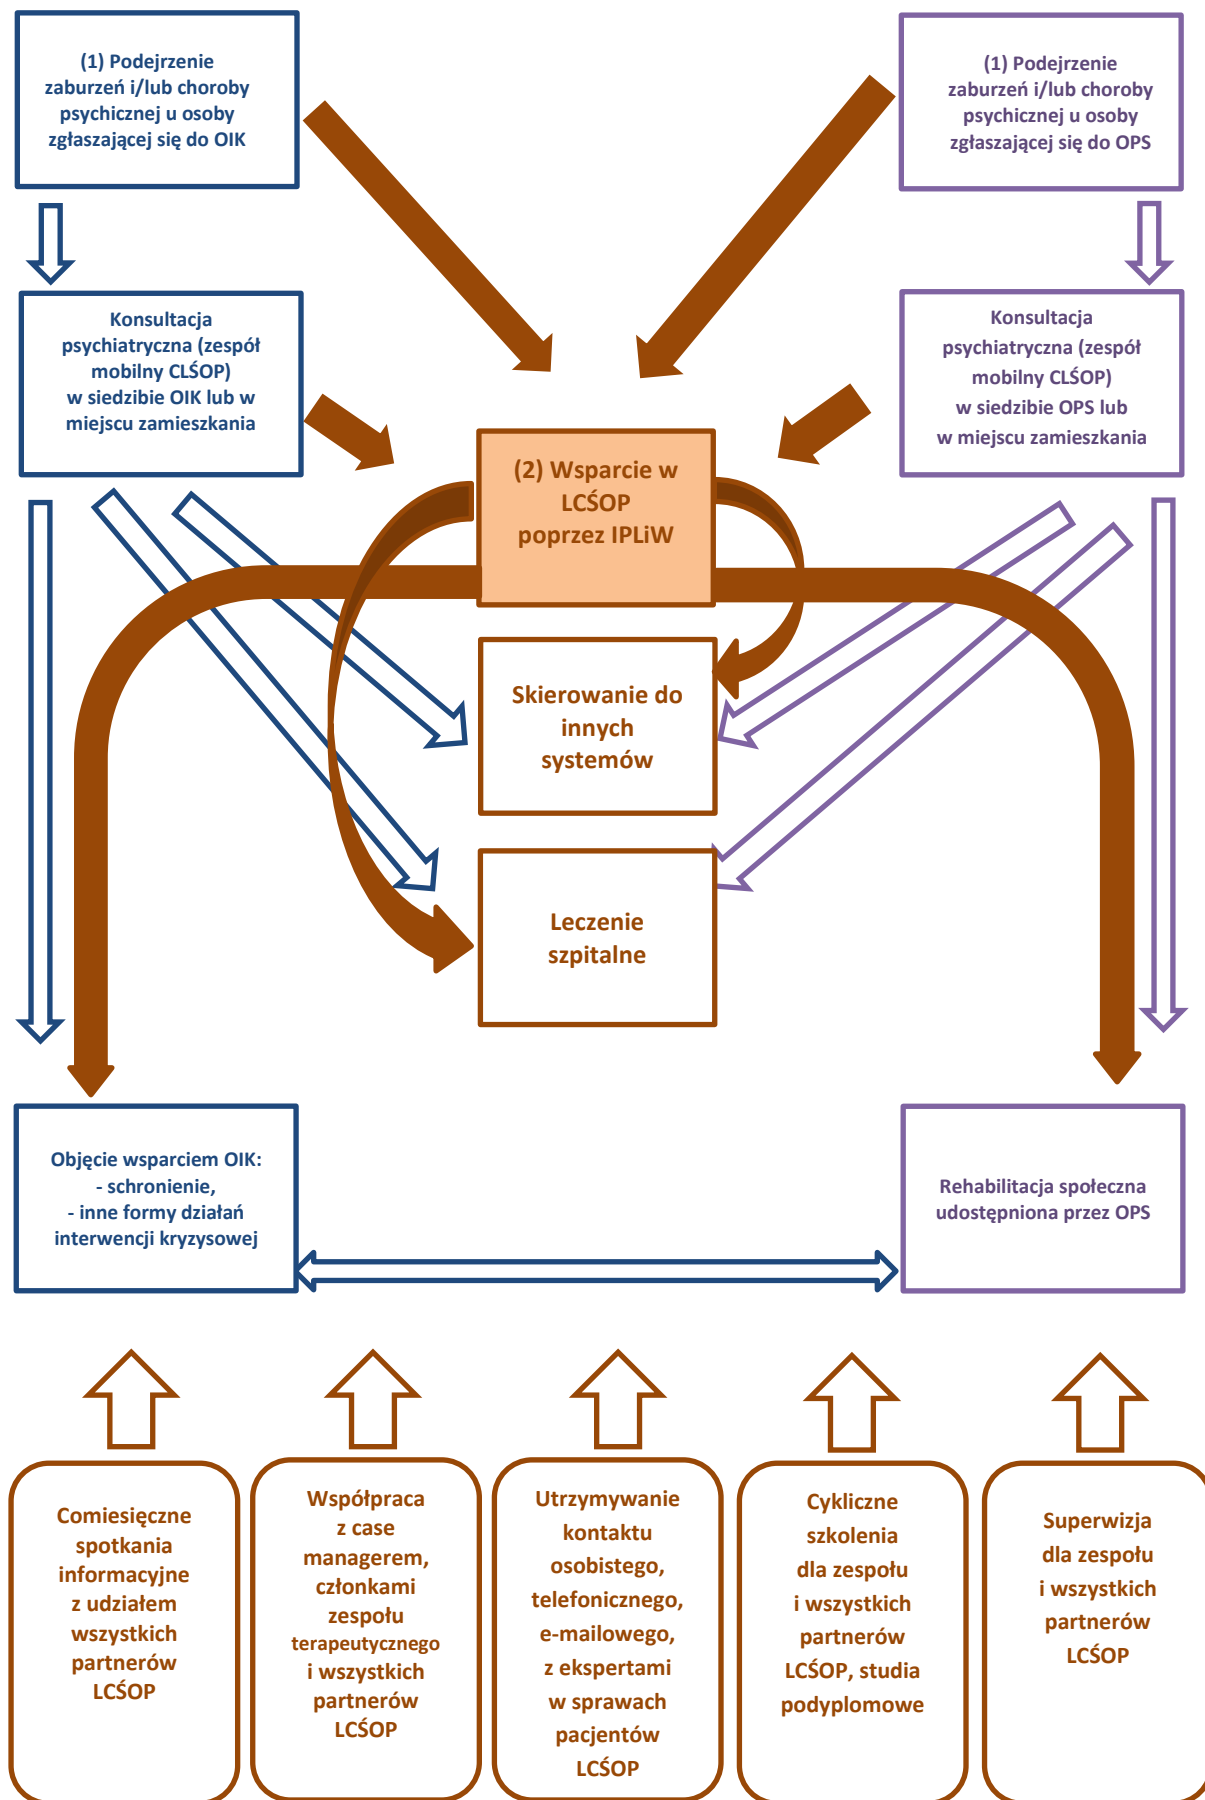 (1) Podejrzenie
zaburzeń i/lub choroby
psychicznej u osoby
zgłaszającej się do OIK
(1) Podejrzenie
zaburzeń i/lub choroby
psychicznej u osoby
zgłaszającej się do OPS
Konsultacja
psychiatryczna (zespół
mobilny CLŚOP)
w siedzibie OIK lub w
miejscu zamieszkania
Konsultacja
psychiatryczna (zespół
mobilny CLŚOP)
w siedzibie OPS lub
w miejscu zamieszkania
(2) Wsparcie w
LCŚOP
poprzez IPLiW
Skierowanie do
innych
systemów
Leczenie
szpitalne
Objęcie wsparciem OIK:
- schronienie,
- inne formy działań
interwencji kryzysowej
Rehabilitacja społeczna
udostępniona przez OPS
Comiesięczne
spotkania
informacyjne
z udziałem
wszystkich
partnerów
LCŚOP
Współpraca
z case
managerem,
członkami
zespołu
terapeutycznego
i wszystkich
partnerów
LCŚOP
Utrzymywanie
kontaktu
osobistego,
telefonicznego,
e-mailowego,
z ekspertami
w sprawach
pacjentów
LCŚOP
Cykliczne
szkolenia
dla zespołu
i wszystkich
partnerów
LCŚOP, studia
podyplomowe
Superwizja
dla zespołu
i wszystkich
partnerów
LCŚOP